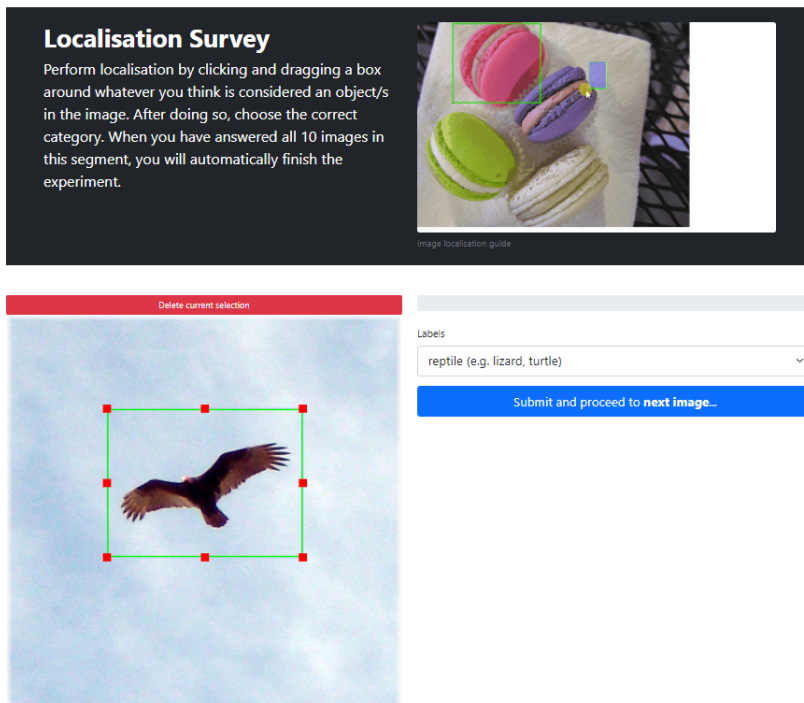 Localisation Survey
Perform localisation by clicking and dragging a box
around whatever you think is considered an object/s
in the image. After doing so, choose the correct
category. When you have answered all 10 images in
this segment, you will automatically finish the
experiment.
Image localisation guide
Delete current selection
Labels
reptile (e.g. lizard, turtle)
Submit and proceed to next image...